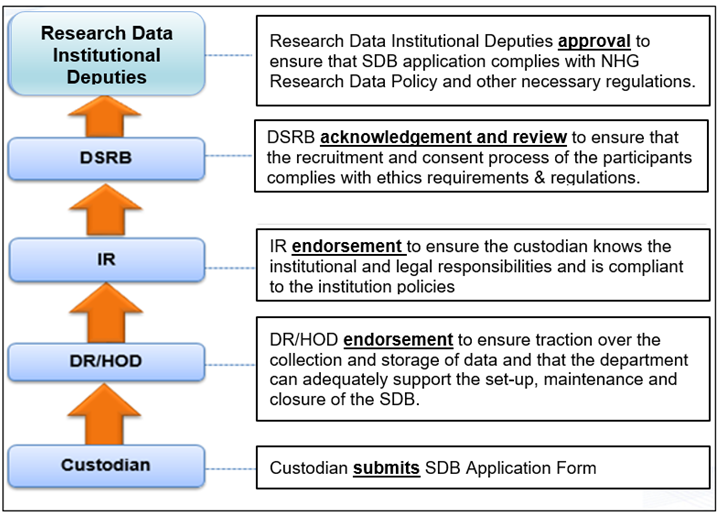 Research Data
Institutional
Deputies
Research Data Institutional Deputies approval to
ensure that SDB application complies with NHG
Research Data Policy and other necessary regulations.
DSRB
DSRB acknowledgement and review to ensure that
the recruitment and consent process of the participants
complies with ethics requirements & regulations.
IR
IR endorsement to ensure the custodian knows the
institutional and legal responsibilities and is compliant
to the institution policies
DR/HOD
DR/HOD endorsement to ensure traction over the
collection and storage of data and that the department
can adequately support the set-up, maintenance and
closure of the SDB.
Custodian
Custodian submits SDB Application Form